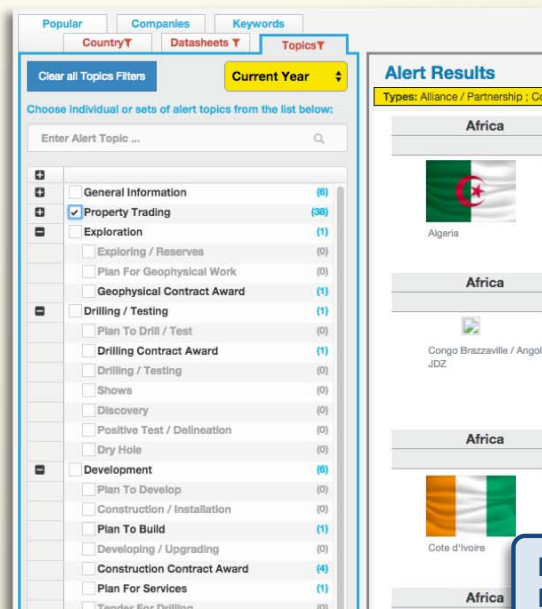 Popular Companies Keywords
Country Datasheets Topics
Clear all Topics Filters Current Year
Choose individual or sets of alert topics from the list below:
Enter Alert Topic ...
General Information (6)
Property Trading (38)
Exploration (1)
Exploring / Reserves (0)
Plan For Geophysical Work (0)
Geophysical Contract Award (1)
Drilling / Testing (1)
Plan To Drill / Test (0)
Drilling Contract Award (1)
Drilling / Testing (0)
Shows (0)
Discovery (0)
Positive Test / Delineation (0)
Dry Hole (0)
Development (6)
Plan To Develop (0)
Construction / Installation (0)
Plan To Build (1)
Developing / Upgrading (0)
Construction Contract Award (4)
Plan For Services (1)
Tender For Drilling (0)
Alert Results
Types: Alliance / Partnership ; Co
Africa
Algeria
Africa
Congo Brazzaville / Angol
JDZ
Africa
Cote d'Ivoire
Africa